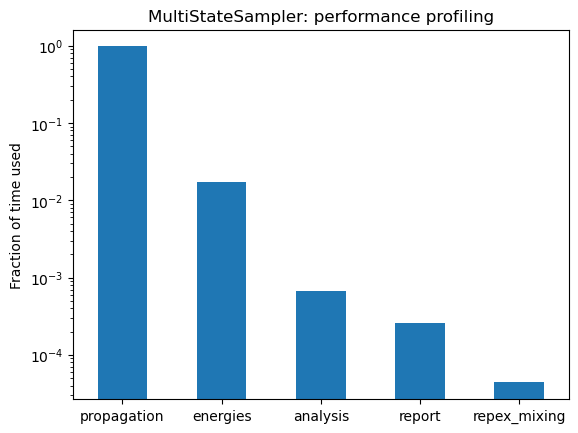 MultiStateSampler: performance profiling
Fraction of time used
10^0
10^-1
10^-2
10^-3
10^-4
propagation energies analysis report repex_mixing